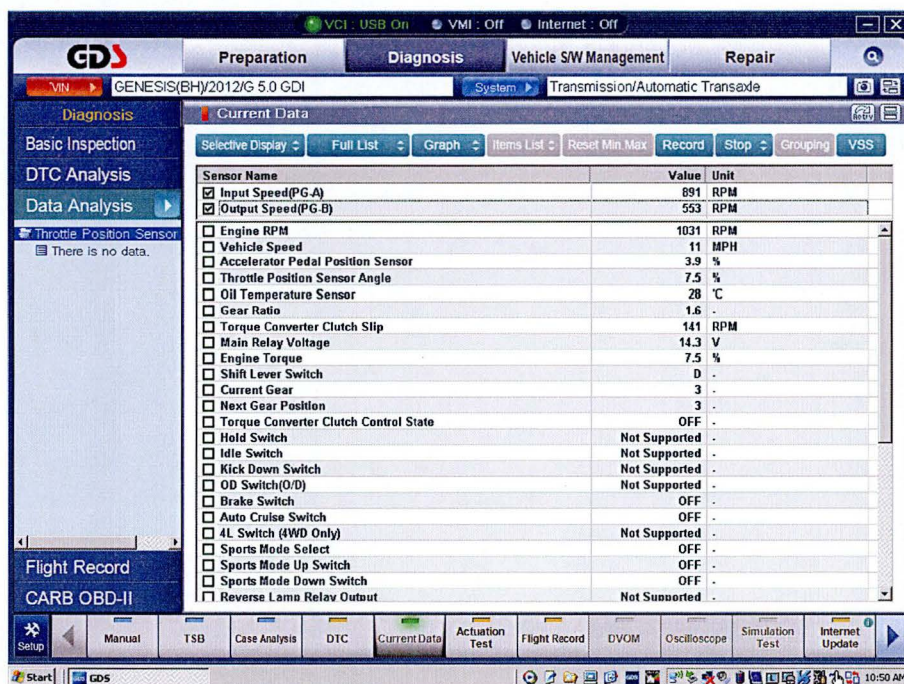 VCI : USB On VMI : Off Internet : Off
GDS Preparation Diagnosis Vehicle S/W Management Repair
VIN GENESIS(BH)/2012/G 5.0 GDI System Transmission/Automatic Transaxle
Diagnosis
Basic Inspection
DTC Analysis
Data Analysis
Throttle Position Sensor
There is no data.
Flight Record
CARB OBD-II
Current Data Retry
Selective Display Full List Graph Items List Reset Min.Max Record Stop Grouping VSS
Sensor Name Value Unit
Input Speed(PG-A) 891 RPM
Output Speed(PG-B) 553 RPM
Engine RPM 1031 RPM
Vehicle Speed 11 MPH
Accelerator Pedal Position Sensor 3.9 %
Throttle Position Sensor Angle 7.5 %
Oil Temperature Sensor 28 ℃
Gear Ratio 1.6 -
Torque Converter Clutch Slip 141 RPM
Main Relay Voltage 14.3 V
Engine Torque 7.5 %
Shift Lever Switch D -
Current Gear 3 -
Next Gear Position 3 -
Torque Converter Clutch Control State OFF -
Hold Switch Not Supported -
Idle Switch Not Supported -
Kick Down Switch Not Supported -
OD Switch(O/D) Not Supported -
Brake Switch OFF -
Auto Cruise Switch OFF -
4L Switch (4WD Only) Not Supported -
Sports Mode Select OFF -
Sports Mode Up Switch OFF -
Sports Mode Down Switch OFF -
Reverse Lamp Relay Output Not Supported -
Setup Manual TSB Case Analysis DTC Current Data Actuation Test Flight Record DVOM Oscilloscope Simulation Test Internet Update
Start GDS 10:50 AM